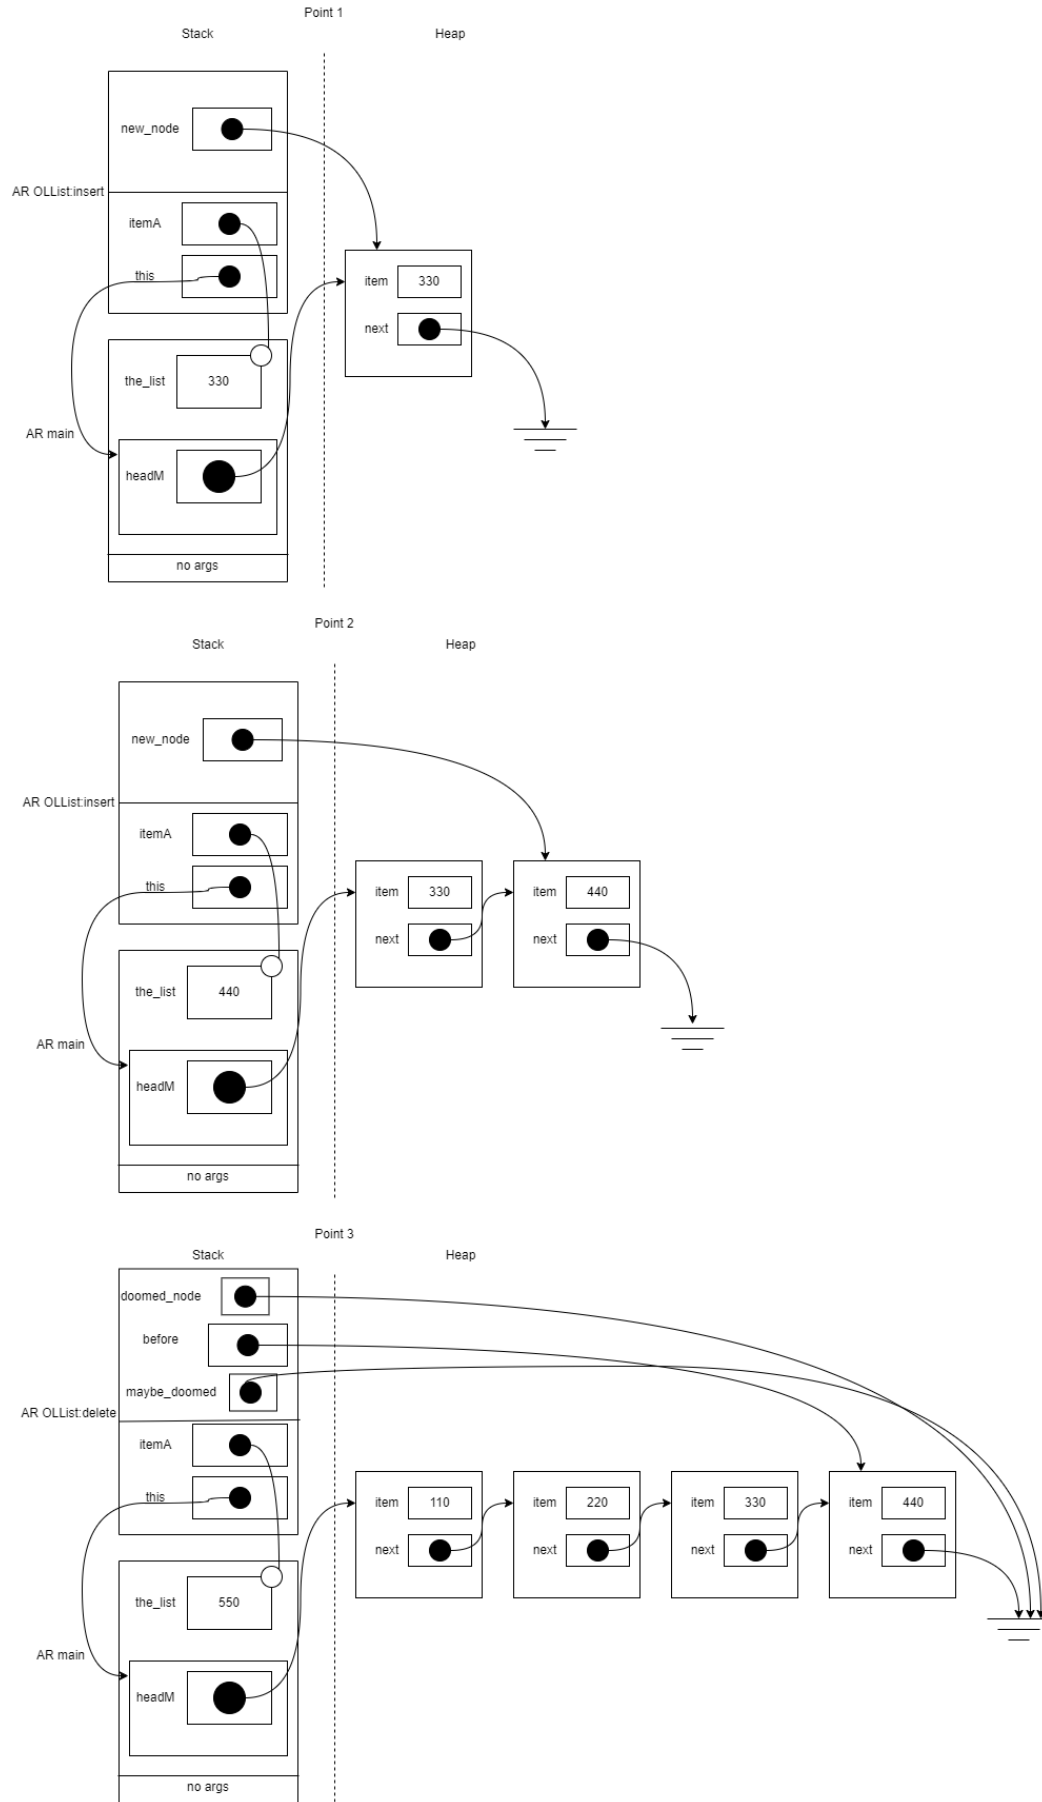 Point 1
Stack
Heap
new_node
AR OLList:insert
itemA
this
item
330
next
the_list
330
AR main
headM
no args
Point 2
Stack
Heap
new_node
AR OLList:insert
itemA
this
item
330
item
440
next
next
the_list
440
AR main
headM
no args
Point 3
Stack
Heap
doomed_node
before
maybe_doomed
AR OLList:delete
itemA
this
item
110
item
220
item
330
item
440
next
next
next
next
the_list
550
AR main
headM
no args